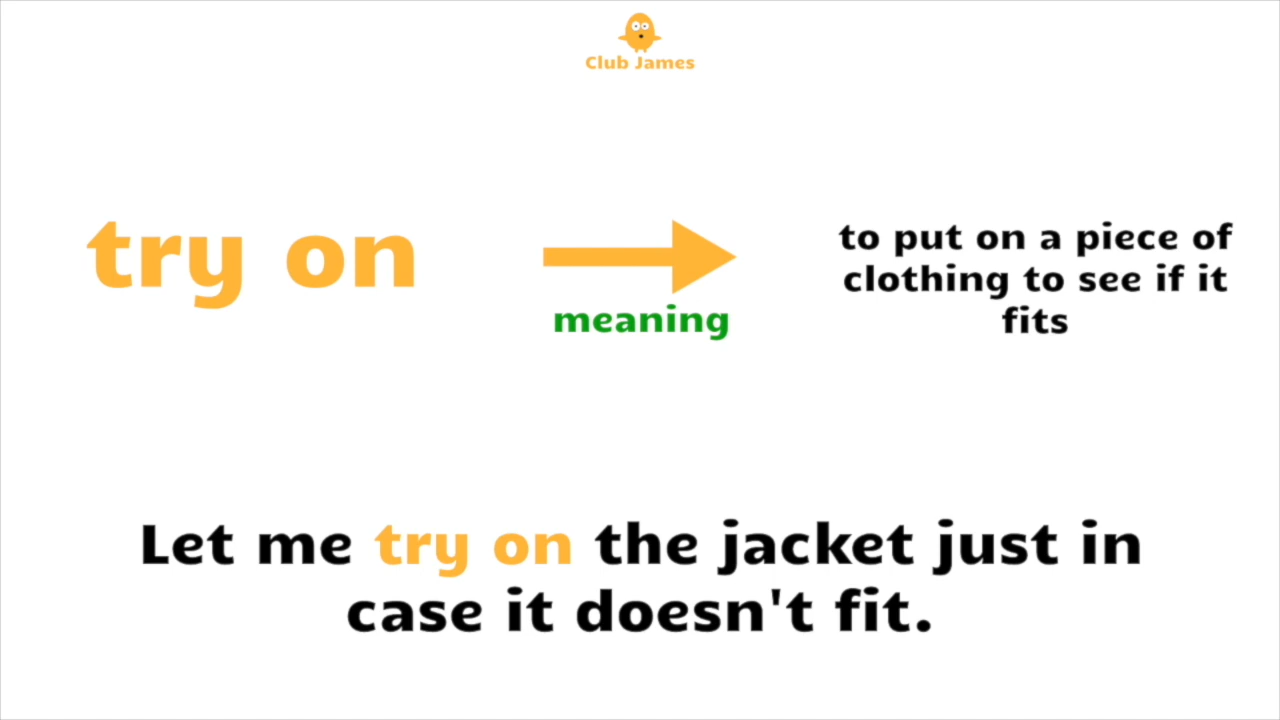 Club James
try on
meaning
to put on a piece of
clothing to see if it
fits
Let me try on the jacket just in
case it doesn't fit.